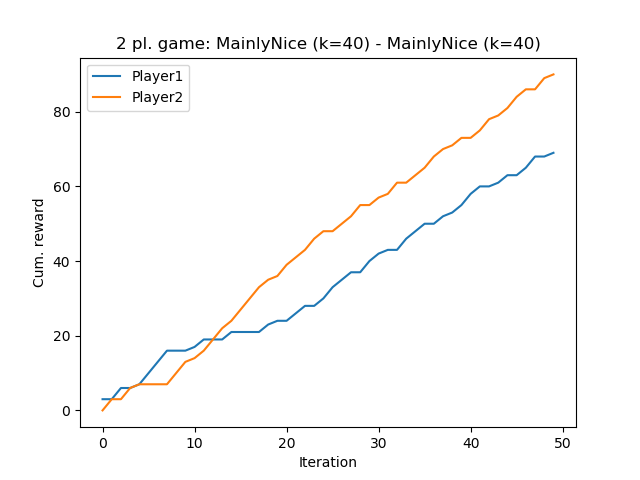 2 pl. game: MainlyNice (k=40) - MainlyNice (k=40)
Player1
Player2
80
60
40
20
0
Cum. reward
0 10 20 30 40 50
Iteration